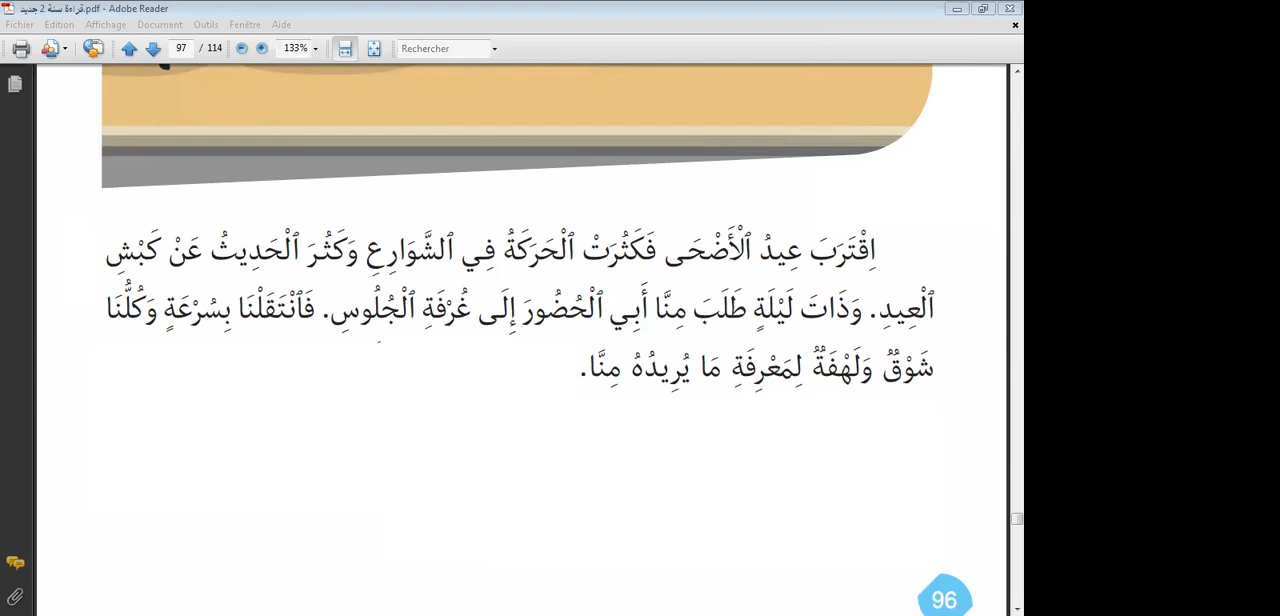 قراءة سنة 2 جديد.pdf - Adobe Reader
Fichier Edition Affichage Document Outils Fenêtre Aide
97 / 114 133% Rechercher
اِقْتَرَبَ عِيدُ ٱلْأَضْحَى فَكَثُرَتْ ٱلْحَرَكَةُ فِي ٱلشَّوَارِعِ وَكَثُرَ ٱلْحَدِيثُ عَنْ كَبْشِ
ٱلْعِيدِ. وَذَاتَ لَيْلَةٍ طَلَبَ مِنَّا أَبِي ٱلْحُضُورَ إِلَى غُرْفَةِ ٱلْجُلُوسِ. فَٱنْتَقَلْنَا بِسُرْعَةٍ وَكُلُّنَا
شَوْقٌ وَلَهْفَةٌ لِمَعْرِفَةِ مَا يُرِيدُهُ مِنَّا.
96